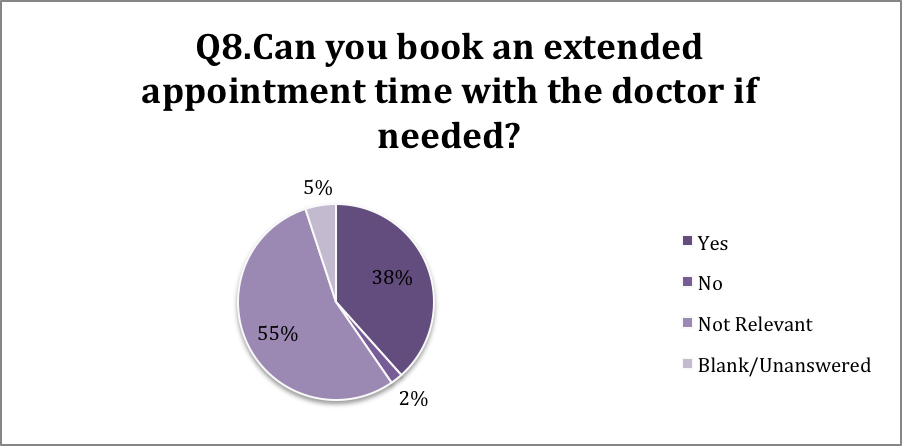 Q8.Can you book an extended
appointment time with the doctor if
needed?
5%
38%
55%
2%
Yes
No
Not Relevant
Blank/Unanswered